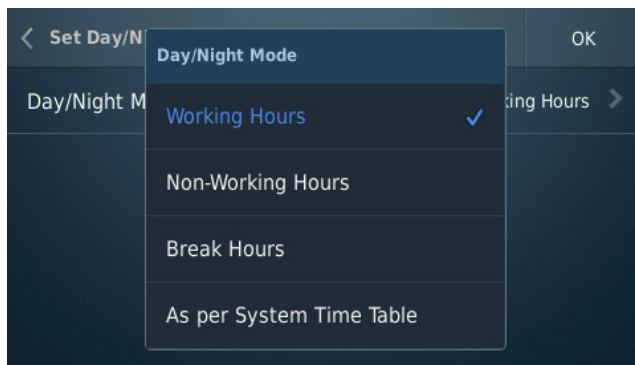 Set Day/N
OK
Day/Night Mode
Day/Night M
Hours
Working Hours
Non-Working Hours
Break Hours
As per System Time Table